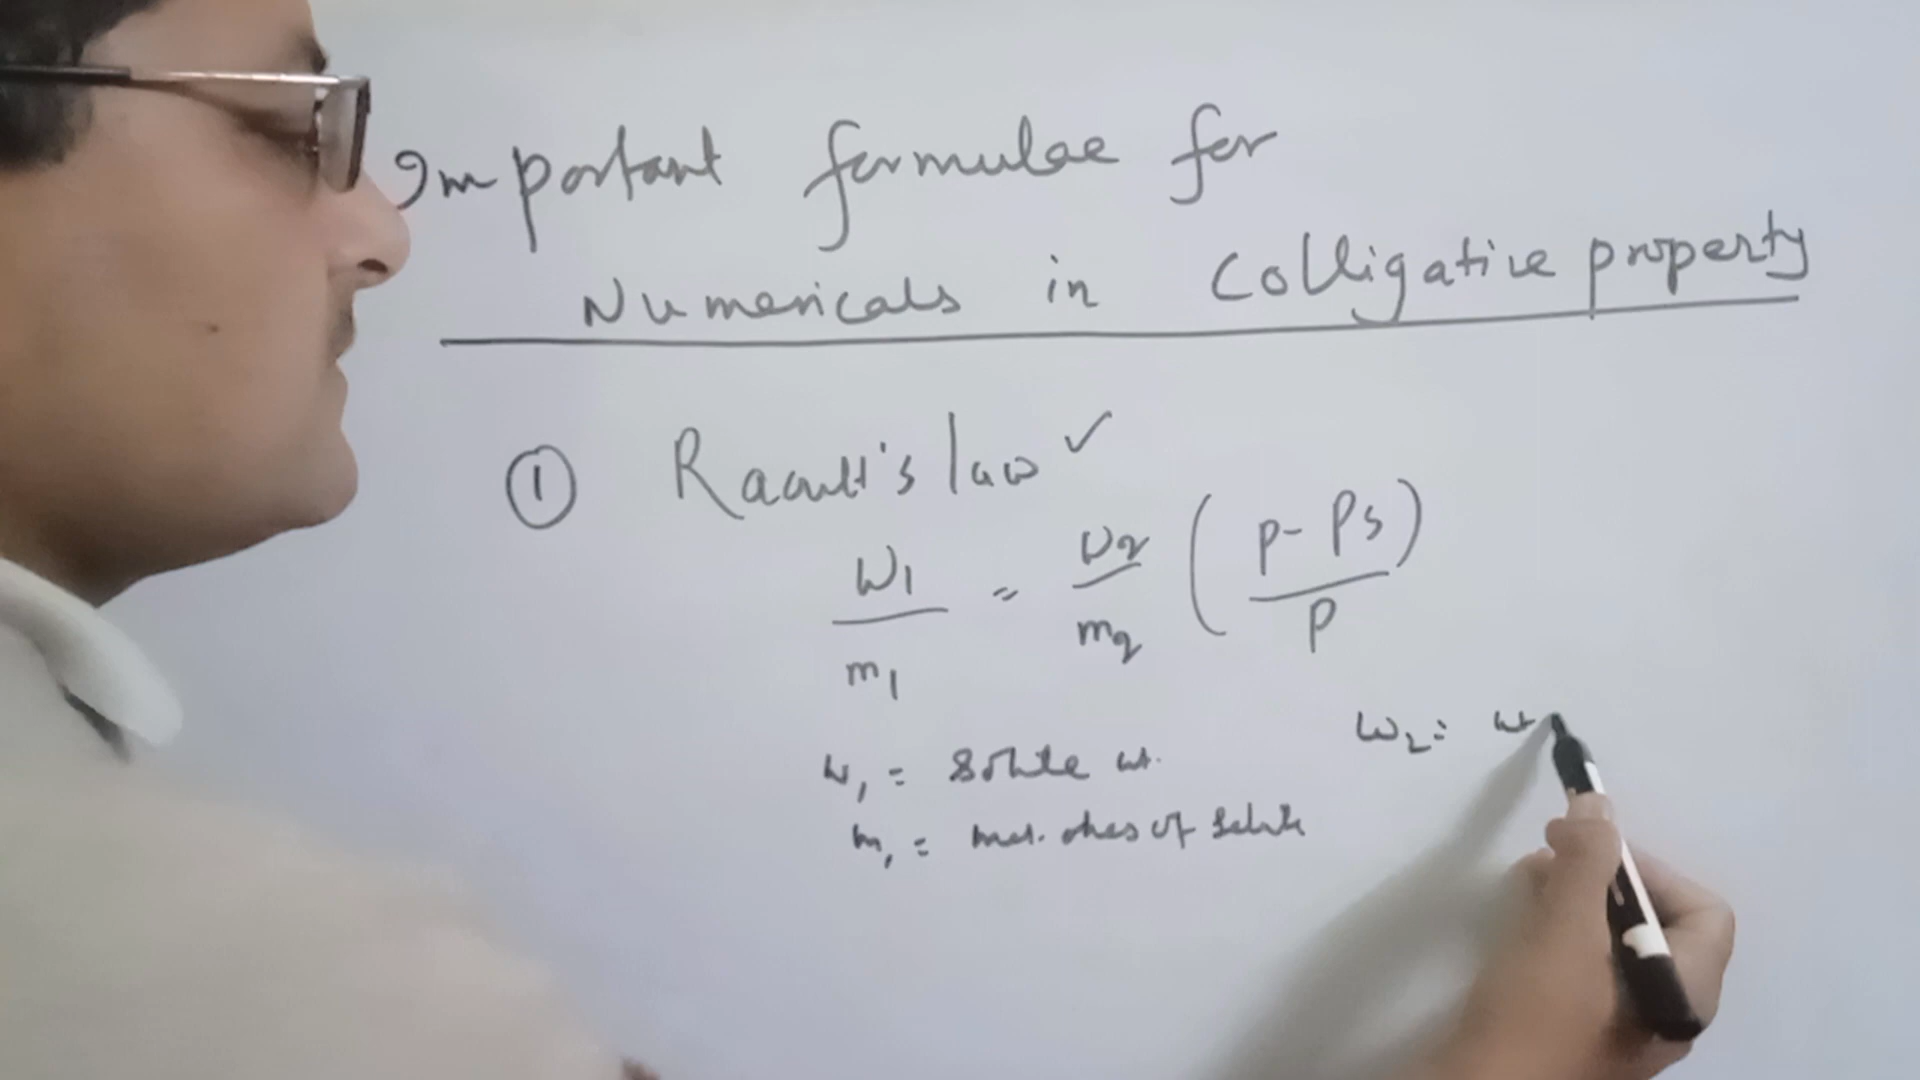 Important formulae for
Numericals in Colligative property
① Raoult's law ✓
W1/m1 = W2/m2 (P-Ps/P)
W1 = Solute wt.
W2: wt
m1 = mol. of Solute